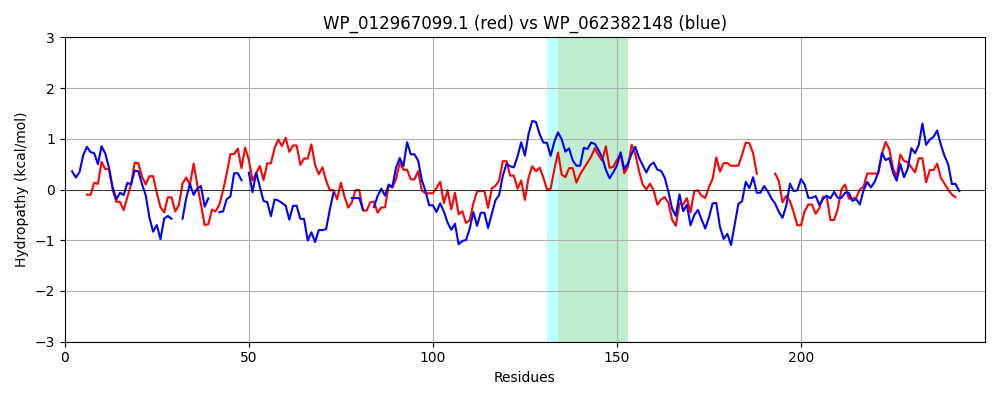 WP_012967099.1 (red) vs WP_062382148 (blue)
Hydropathy (kcal/mol)
3
2
1
0
−1
−2
−3
0 50 100 150 200
Residues